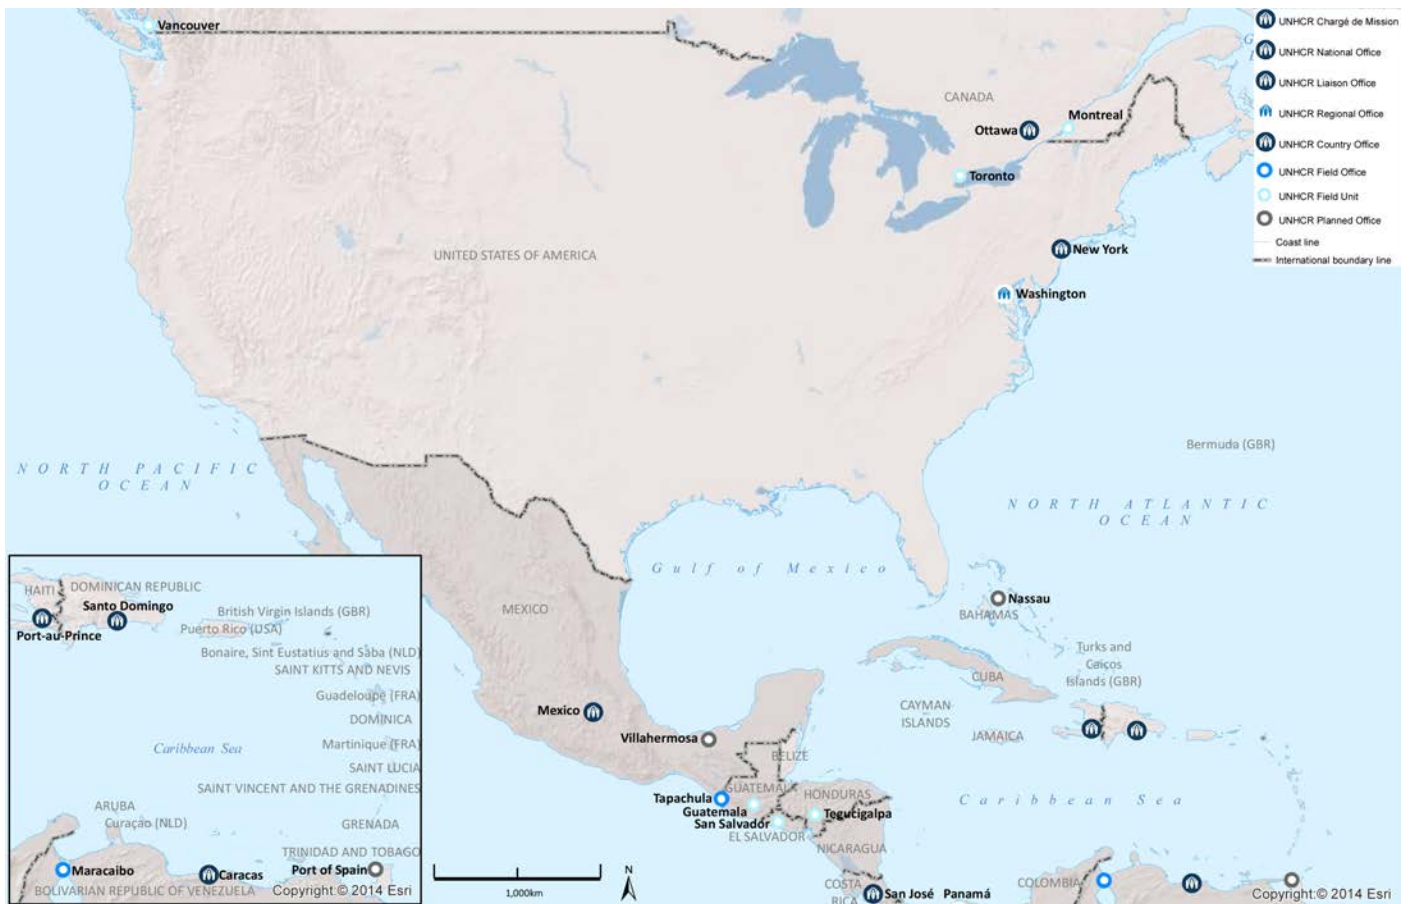 Vancouver
UNHCR Chargé de Mission
UNHCR National Office
UNHCR Liaison Office
UNHCR Regional Office
UNHCR Country Office
UNHCR Field Office
UNHCR Field Unit
UNHCR Planned Office
Coast line
International boundary line
CANADA
Montreal
Ottawa
Toronto
UNITED STATES OF AMERICA
New York
Washington
Bermuda (GBR)
NORTH PACIFIC
OCEAN
NORTH ATLANTIC
OCEAN
Gulf of Mexico
MEXICO
Nassau
BAHAMAS
Turks and
Caicos
Islands (GBR)
CUBA
CAYMAN
ISLANDS
JAMAICA
Mexico
Villahermosa
BELIZE
Tapachula
GUATEMALA
HONDURAS
Guatemala
Tegucigalpa
San Salvador
EL SALVADOR
NICARAGUA
Caribbean Sea
COSTA
RICA
San José
Panamá
COLOMBIA
Copyright:© 2014 Esri
1,000km
N
HAITI
DOMINICAN REPUBLIC
Santo Domingo
Port-au-Prince
British Virgin Islands (GBR)
Puerto Rico (USA)
Bonaire, Sint Eustatius and Saba (NLD)
SAINT KITTS AND NEVIS
Guadeloupe (FRA)
DOMINICA
Caribbean Sea
Martinique (FRA)
SAINT LUCIA
SAINT VINCENT AND THE GRENADINES
ARUBA
Curaçao (NLD)
GRENADA
TRINIDAD AND TOBAGO
Maracaibo
Caracas
Port of Spain
BOLIVARIAN REPUBLIC OF VENEZUELA
Copyright:© 2014 Esri